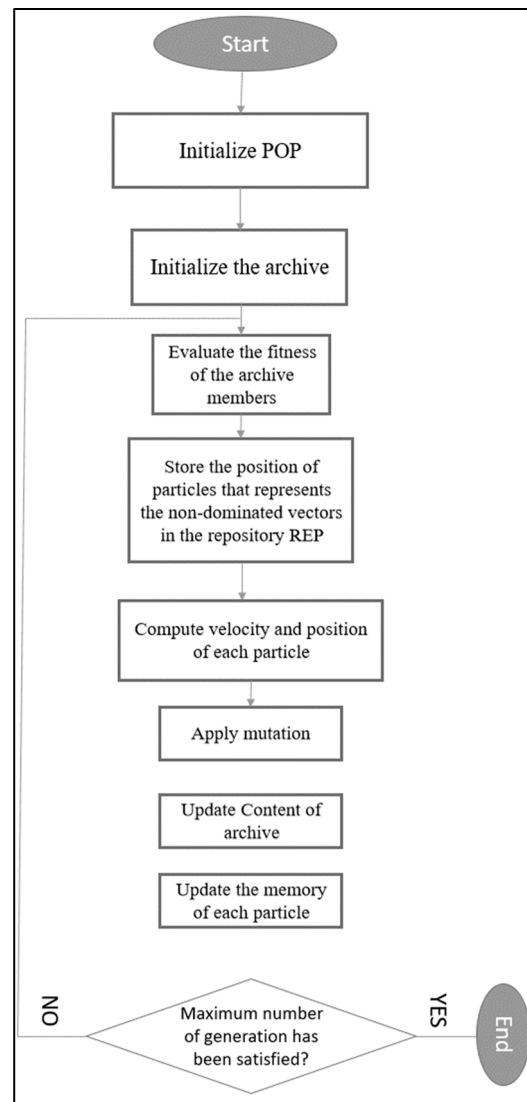 Start
Initialize POP
Initialize the archive
Evaluate the fitness
of the archive
members
Store the position of
particles that represents
the non-dominated vectors
in the repository REP
Compute velocity and position
of each particle
Apply mutation
Update Content of
archive
Update the memory
of each particle
NO
Maximum number
of generation has
been satisfied?
YES
End